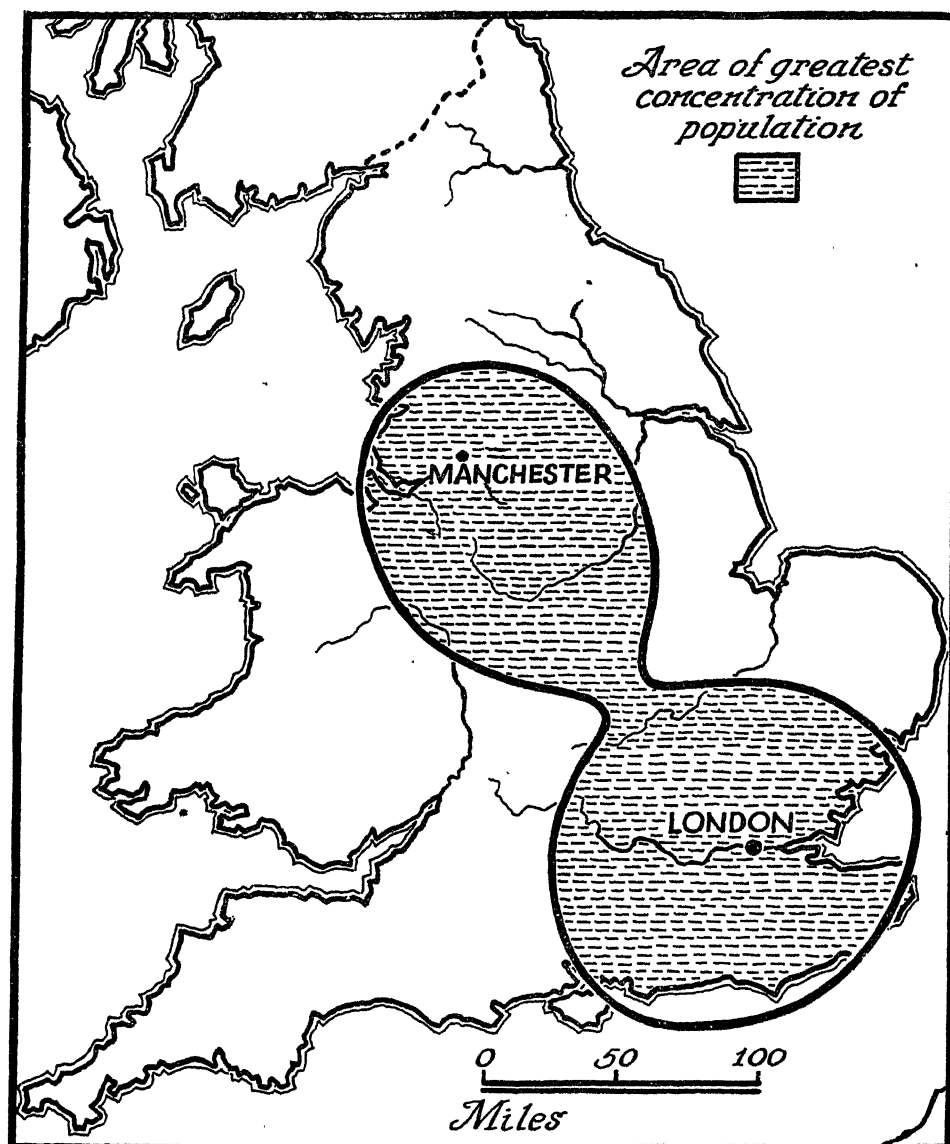 Area of greatest
concentration of
population
MANCHESTER
LONDON
0 50 100
Miles